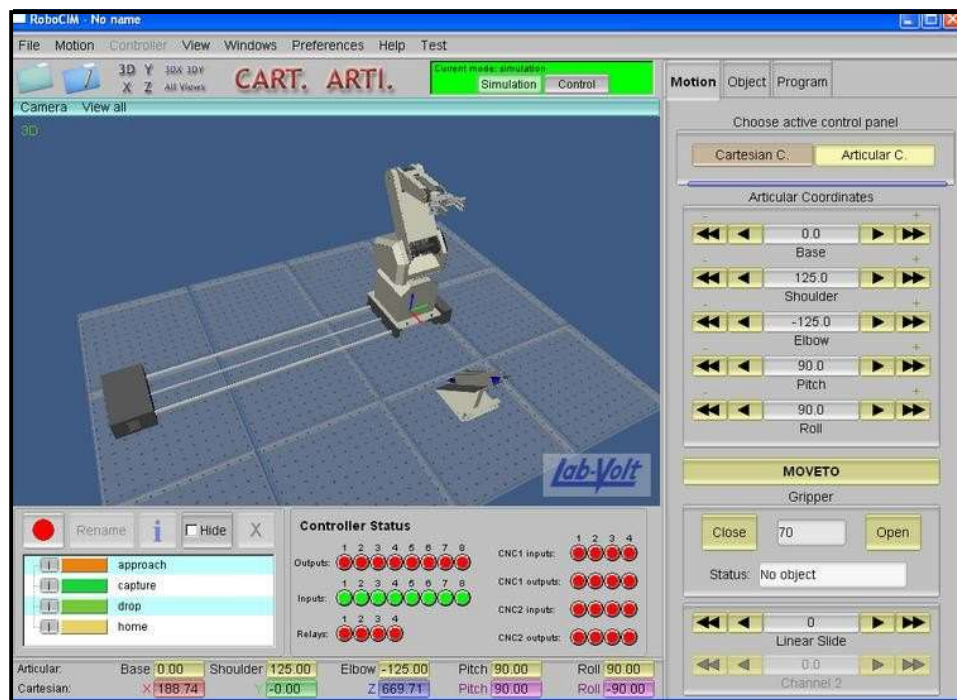 RoboCIM - No name
File Motion Controller View Windows Preferences Help Test
3D Y 3DX 3DY
X Z All Views
CART. ARTI.
Current mode: simulation
Simulation Control
Camera View all
3D
Lab-Volt
Motion Object Program
Choose active control panel
Cartesian C. Articular C.
Articular Coordinates
- +
0.0
Base
- +
125.0
Shoulder
- +
-125.0
Elbow
- +
90.0
Pitch
- +
90.0
Roll
MOVETO
Gripper
Close 70 Open
Status: No object
0
Linear Slide
0.0
Channel 2
Rename i Hide X
i approach
i capture
i drop
i home
Controller Status
1 2 3 4 5 6 7 8
Outputs:
1 2 3 4 5 6 7 8
Inputs:
1 2 3 4
Relays:
1 2 3 4
CNC1 inputs:
CNC1 outputs:
CNC2 inputs:
CNC2 outputs:
Articular: Base 0.00 Shoulder 125.00 Elbow -125.00 Pitch 90.00 Roll 90.00
Cartesian: X 188.74 Y -0.00 Z 669.71 Pitch 90.00 Roll -90.00